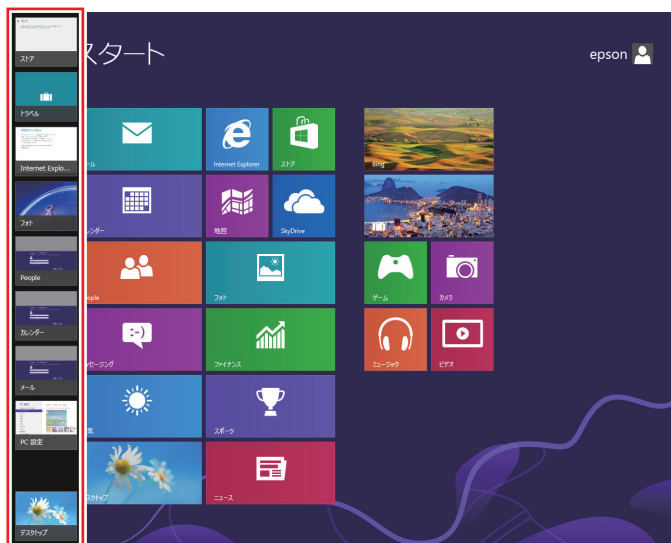 ストア
トラベル
Internet Explo...
フォト
People
カレンダー
メール
PC 設定
デスクトップ
スタート
epson
ール
Internet Explorer
ストア
Bing
ンダー
地図
SkyDrive
ople
フォト
ゲーム
カメラ
セージング
ファイナンス
ミュージック
ビデオ
気
スポーツ
スクトップ
ニュース